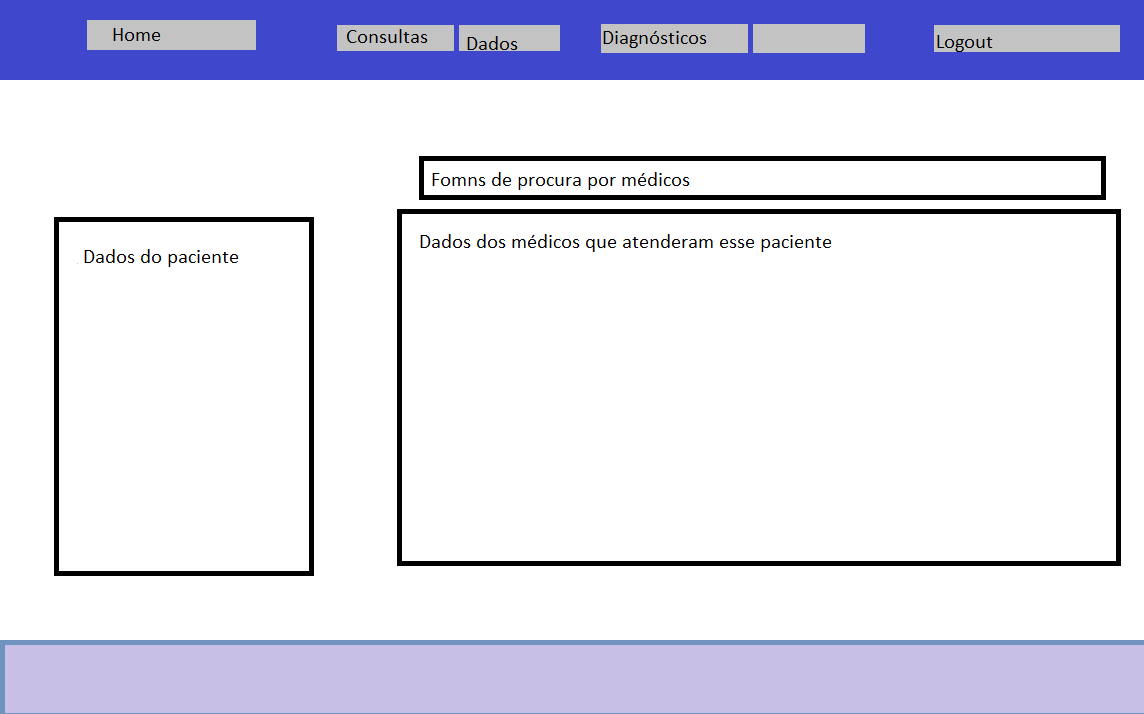 Home
Consultas
Dados
Diagnósticos
Logout
Fomns de procura por médicos
Dados dos médicos que atenderam esse paciente
Dados do paciente